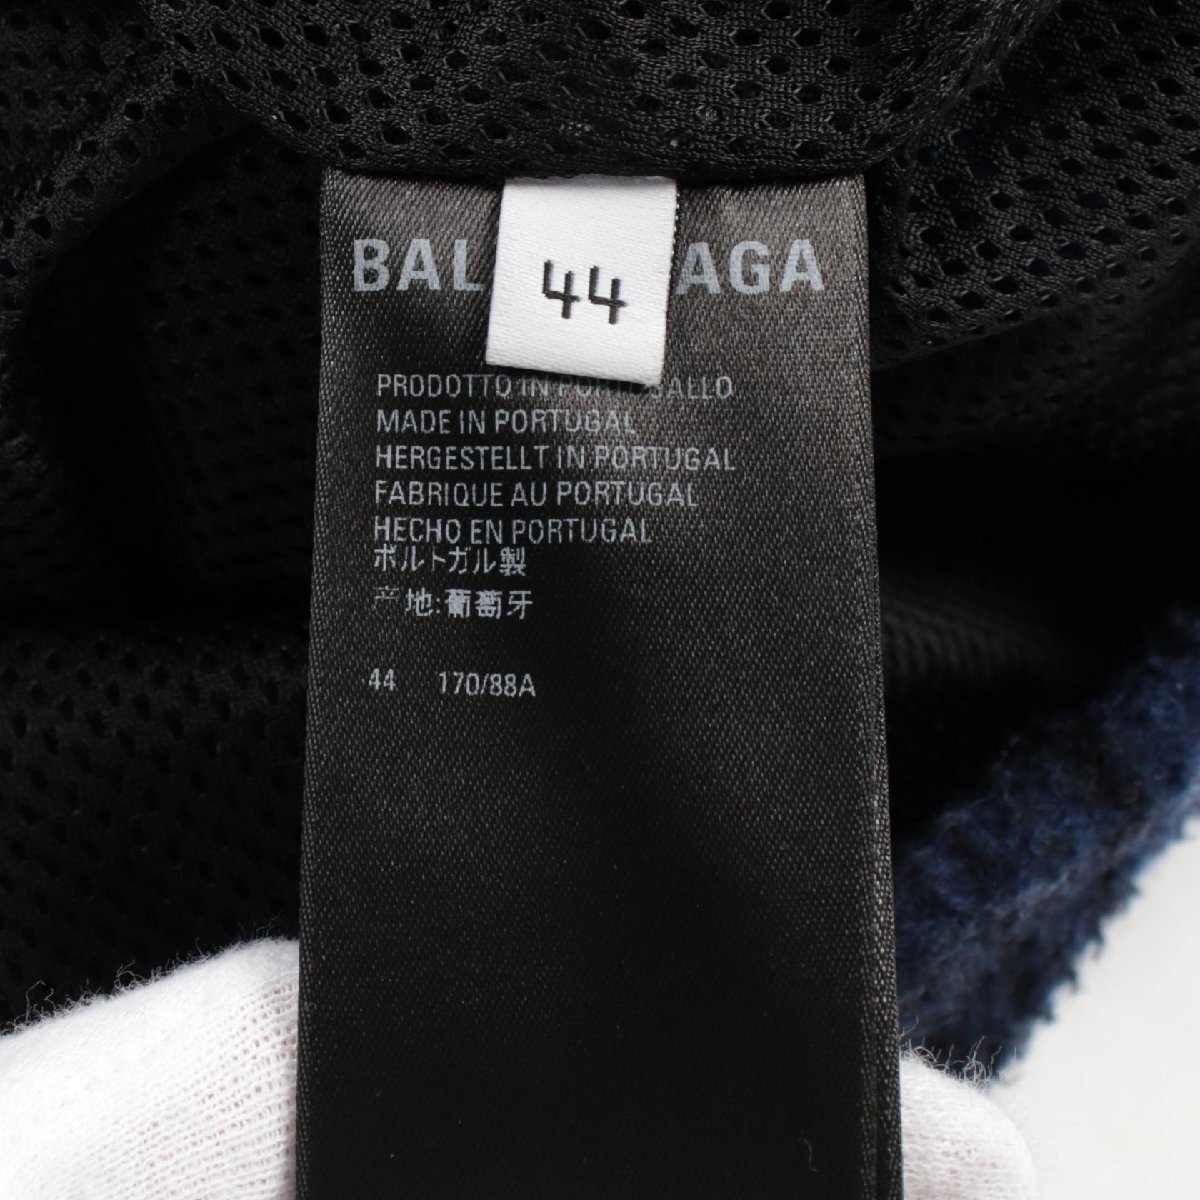 BAL AGA
44
PRODOTTO IN PORTOGALLO
MADE IN PORTUGAL
HERGESTELLT IN PORTUGAL
FABRIQUE AU PORTUGAL
HECHO EN PORTUGAL
ポルトガル製
产地:葡萄牙
44 170/88A